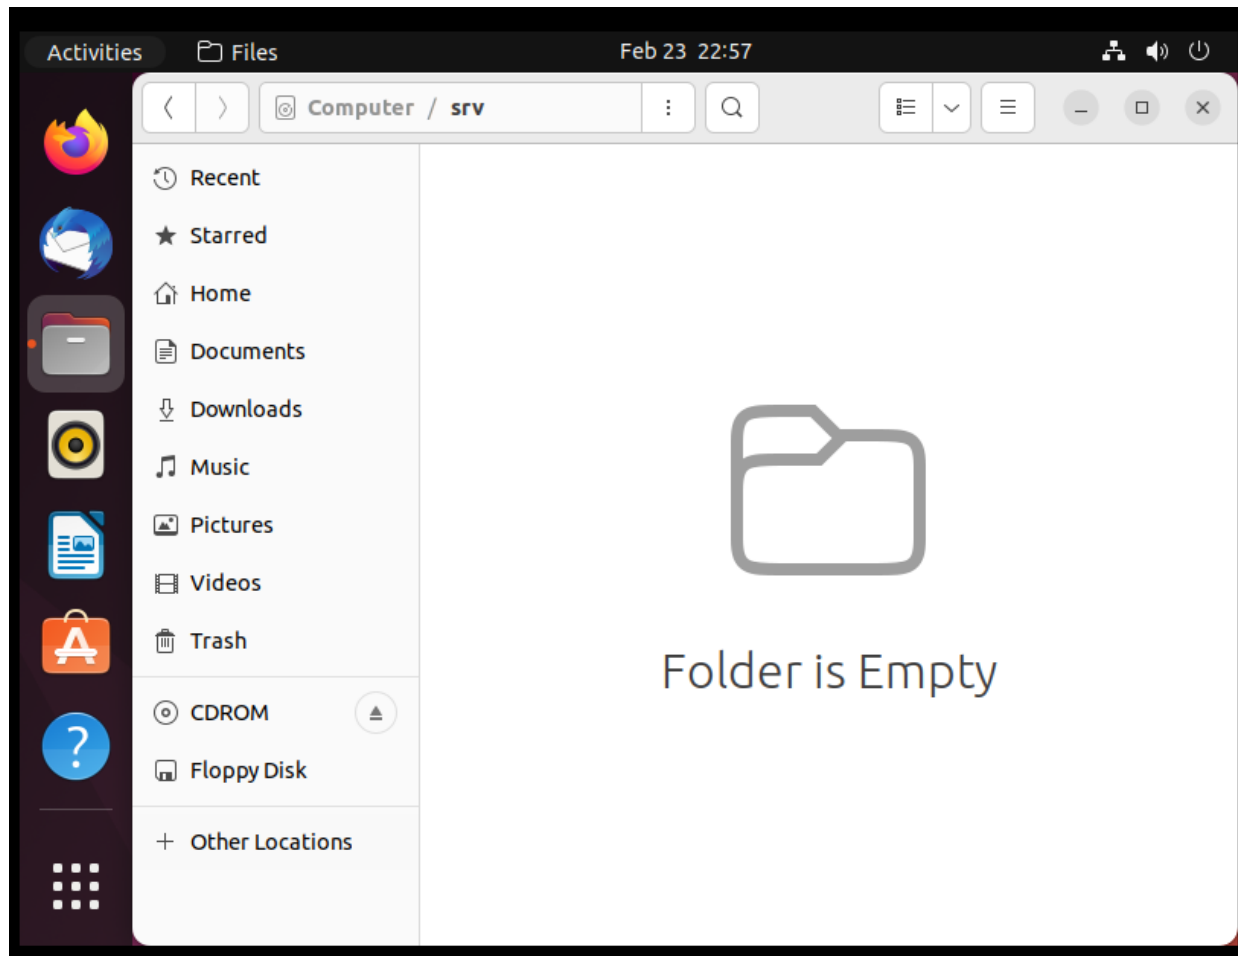 Activities Files Feb 23 22:57
Computer / srv
Recent
Starred
Home
Documents
Downloads
Music
Pictures
Videos
Trash
CDROM
Floppy Disk
Other Locations
Folder is Empty